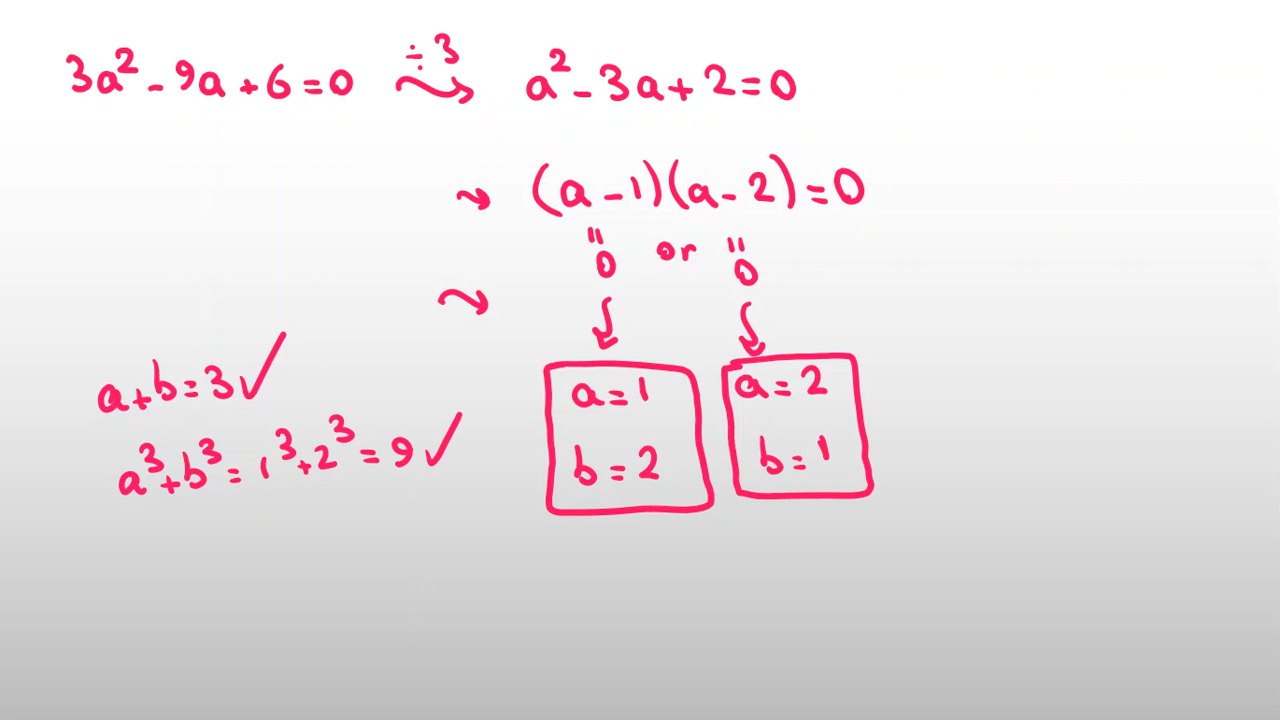 3a² - 9a + 6 = 0 ÷3 ⤳ a² - 3a + 2 = 0
⤳ (a - 1)(a - 2) = 0
" or "
0 0
⤳ ↓ ↓
a + b = 3 ✓ a = 1 a = 2
a³ + b³ = 1³ + 2³ = 9 ✓ b = 2 b = 1